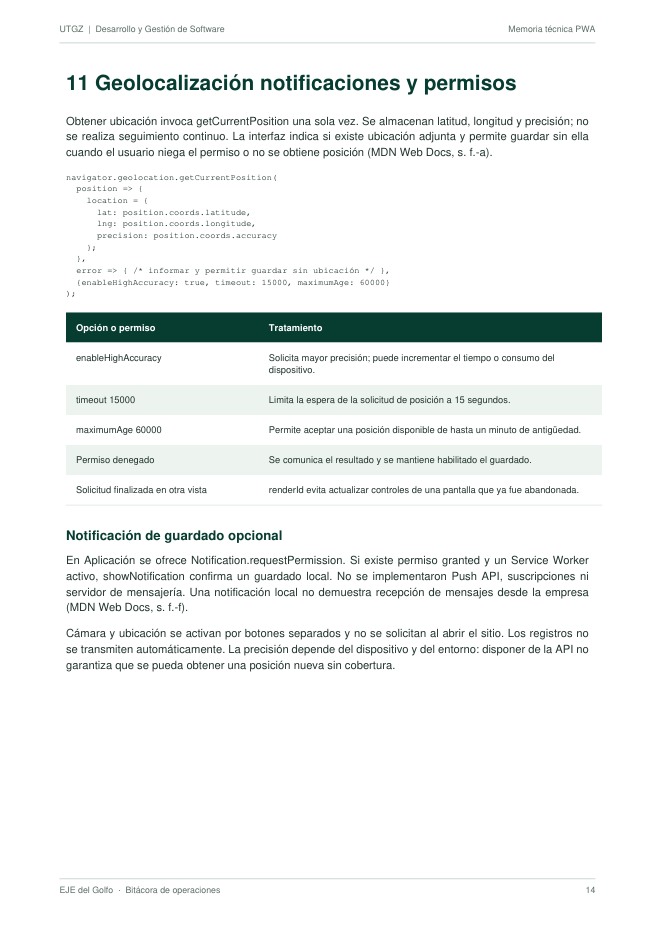 UTGZ | Desarrollo y Gestión de Software
Memoria técnica PWA
11 Geolocalización notificaciones y permisos
Obtener ubicación invoca getCurrentPosition una sola vez. Se almacenan latitud, longitud y precisión; no
se realiza seguimiento continuo. La interfaz indica si existe ubicación adjunta y permite guardar sin ella
cuando el usuario niega el permiso o no se obtiene posición (MDN Web Docs, s. f.-a).
navigator.geolocation.getCurrentPosition(
  position => {
    location = {
      lat: position.coords.latitude,
      lng: position.coords.longitude,
      precision: position.coords.accuracy
    };
  },
  error => { /* informar y permitir guardar sin ubicación */ },
  {enableHighAccuracy: true, timeout: 15000, maximumAge: 60000}
);
Opción o permiso
Tratamiento
enableHighAccuracy
Solicita mayor precisión; puede incrementar el tiempo o consumo del
dispositivo.
timeout 15000
Limita la espera de la solicitud de posición a 15 segundos.
maximumAge 60000
Permite aceptar una posición disponible de hasta un minuto de antigüedad.
Permiso denegado
Se comunica el resultado y se mantiene habilitado el guardado.
Solicitud finalizada en otra vista
renderId evita actualizar controles de una pantalla que ya fue abandonada.
Notificación de guardado opcional
En Aplicación se ofrece Notification.requestPermission. Si existe permiso granted y un Service Worker
activo, showNotification confirma un guardado local. No se implementaron Push API, suscripciones ni
servidor de mensajería. Una notificación local no demuestra recepción de mensajes desde la empresa
(MDN Web Docs, s. f.-f).
Cámara y ubicación se activan por botones separados y no se solicitan al abrir el sitio. Los registros no
se transmiten automáticamente. La precisión depende del dispositivo y del entorno: disponer de la API no
garantiza que se pueda obtener una posición nueva sin cobertura.
EJE del Golfo · Bitácora de operaciones
14